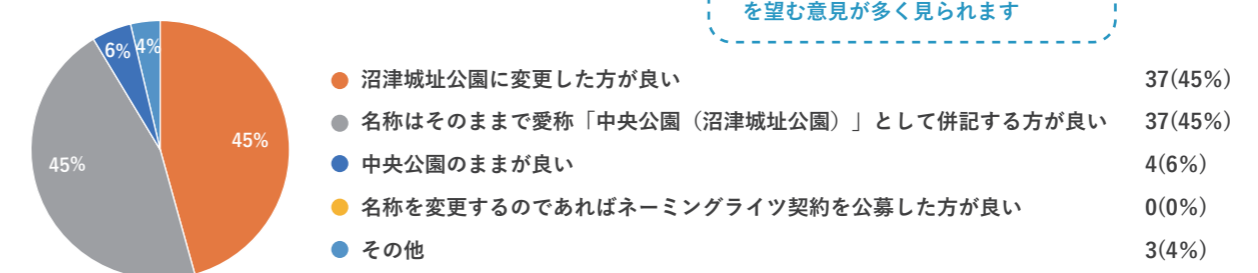 を望む意見が多く見られます
6%
4%
45%
45%
沼津城址公園に変更した方が良い 37(45%)
名称はそのままで愛称「中央公園（沼津城址公園）」として併記する方が良い 37(45%)
中央公園のままが良い 4(6%)
名称を変更するのであればネーミングライツ契約を公募した方が良い 0(0%)
その他 3(4%)